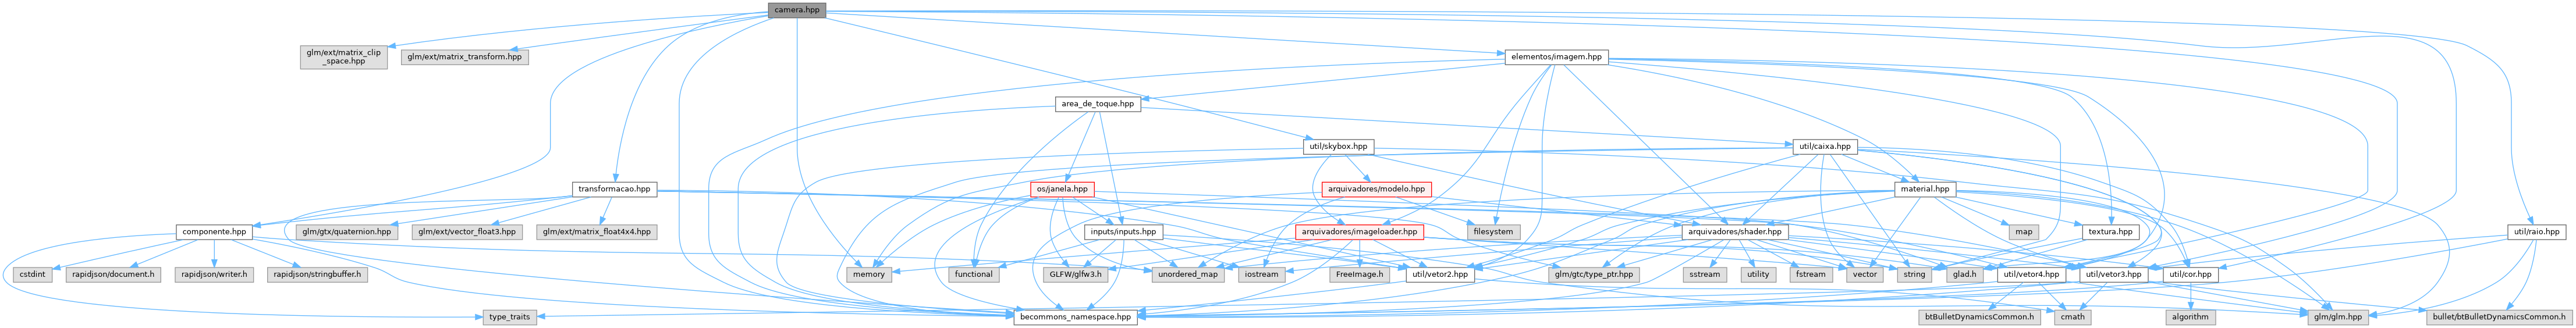 camera.hpp
glm/ext/matrix_clip
_space.hpp
glm/ext/matrix_transform.hpp
elementos/imagem.hpp
area_de_toque.hpp
util/skybox.hpp
util/caixa.hpp
transformacao.hpp
os/janela.hpp
arquivadores/modelo.hpp
material.hpp
componente.hpp
glm/gtx/quaternion.hpp
glm/ext/vector_float3.hpp
glm/ext/matrix_float4x4.hpp
inputs/inputs.hpp
arquivadores/imageloader.hpp
filesystem
arquivadores/shader.hpp
map
textura.hpp
util/raio.hpp
cstdint
rapidjson/document.h
rapidjson/writer.h
rapidjson/stringbuffer.h
memory
functional
GLFW/glfw3.h
unordered_map
iostream
FreeImage.h
util/vetor2.hpp
glm/gtc/type_ptr.hpp
sstream
utility
fstream
vector
string
glad.h
util/vetor4.hpp
util/vetor3.hpp
util/cor.hpp
type_traits
becommons_namespace.hpp
btBulletDynamicsCommon.h
cmath
algorithm
glm/glm.hpp
bullet/btBulletDynamicsCommon.h